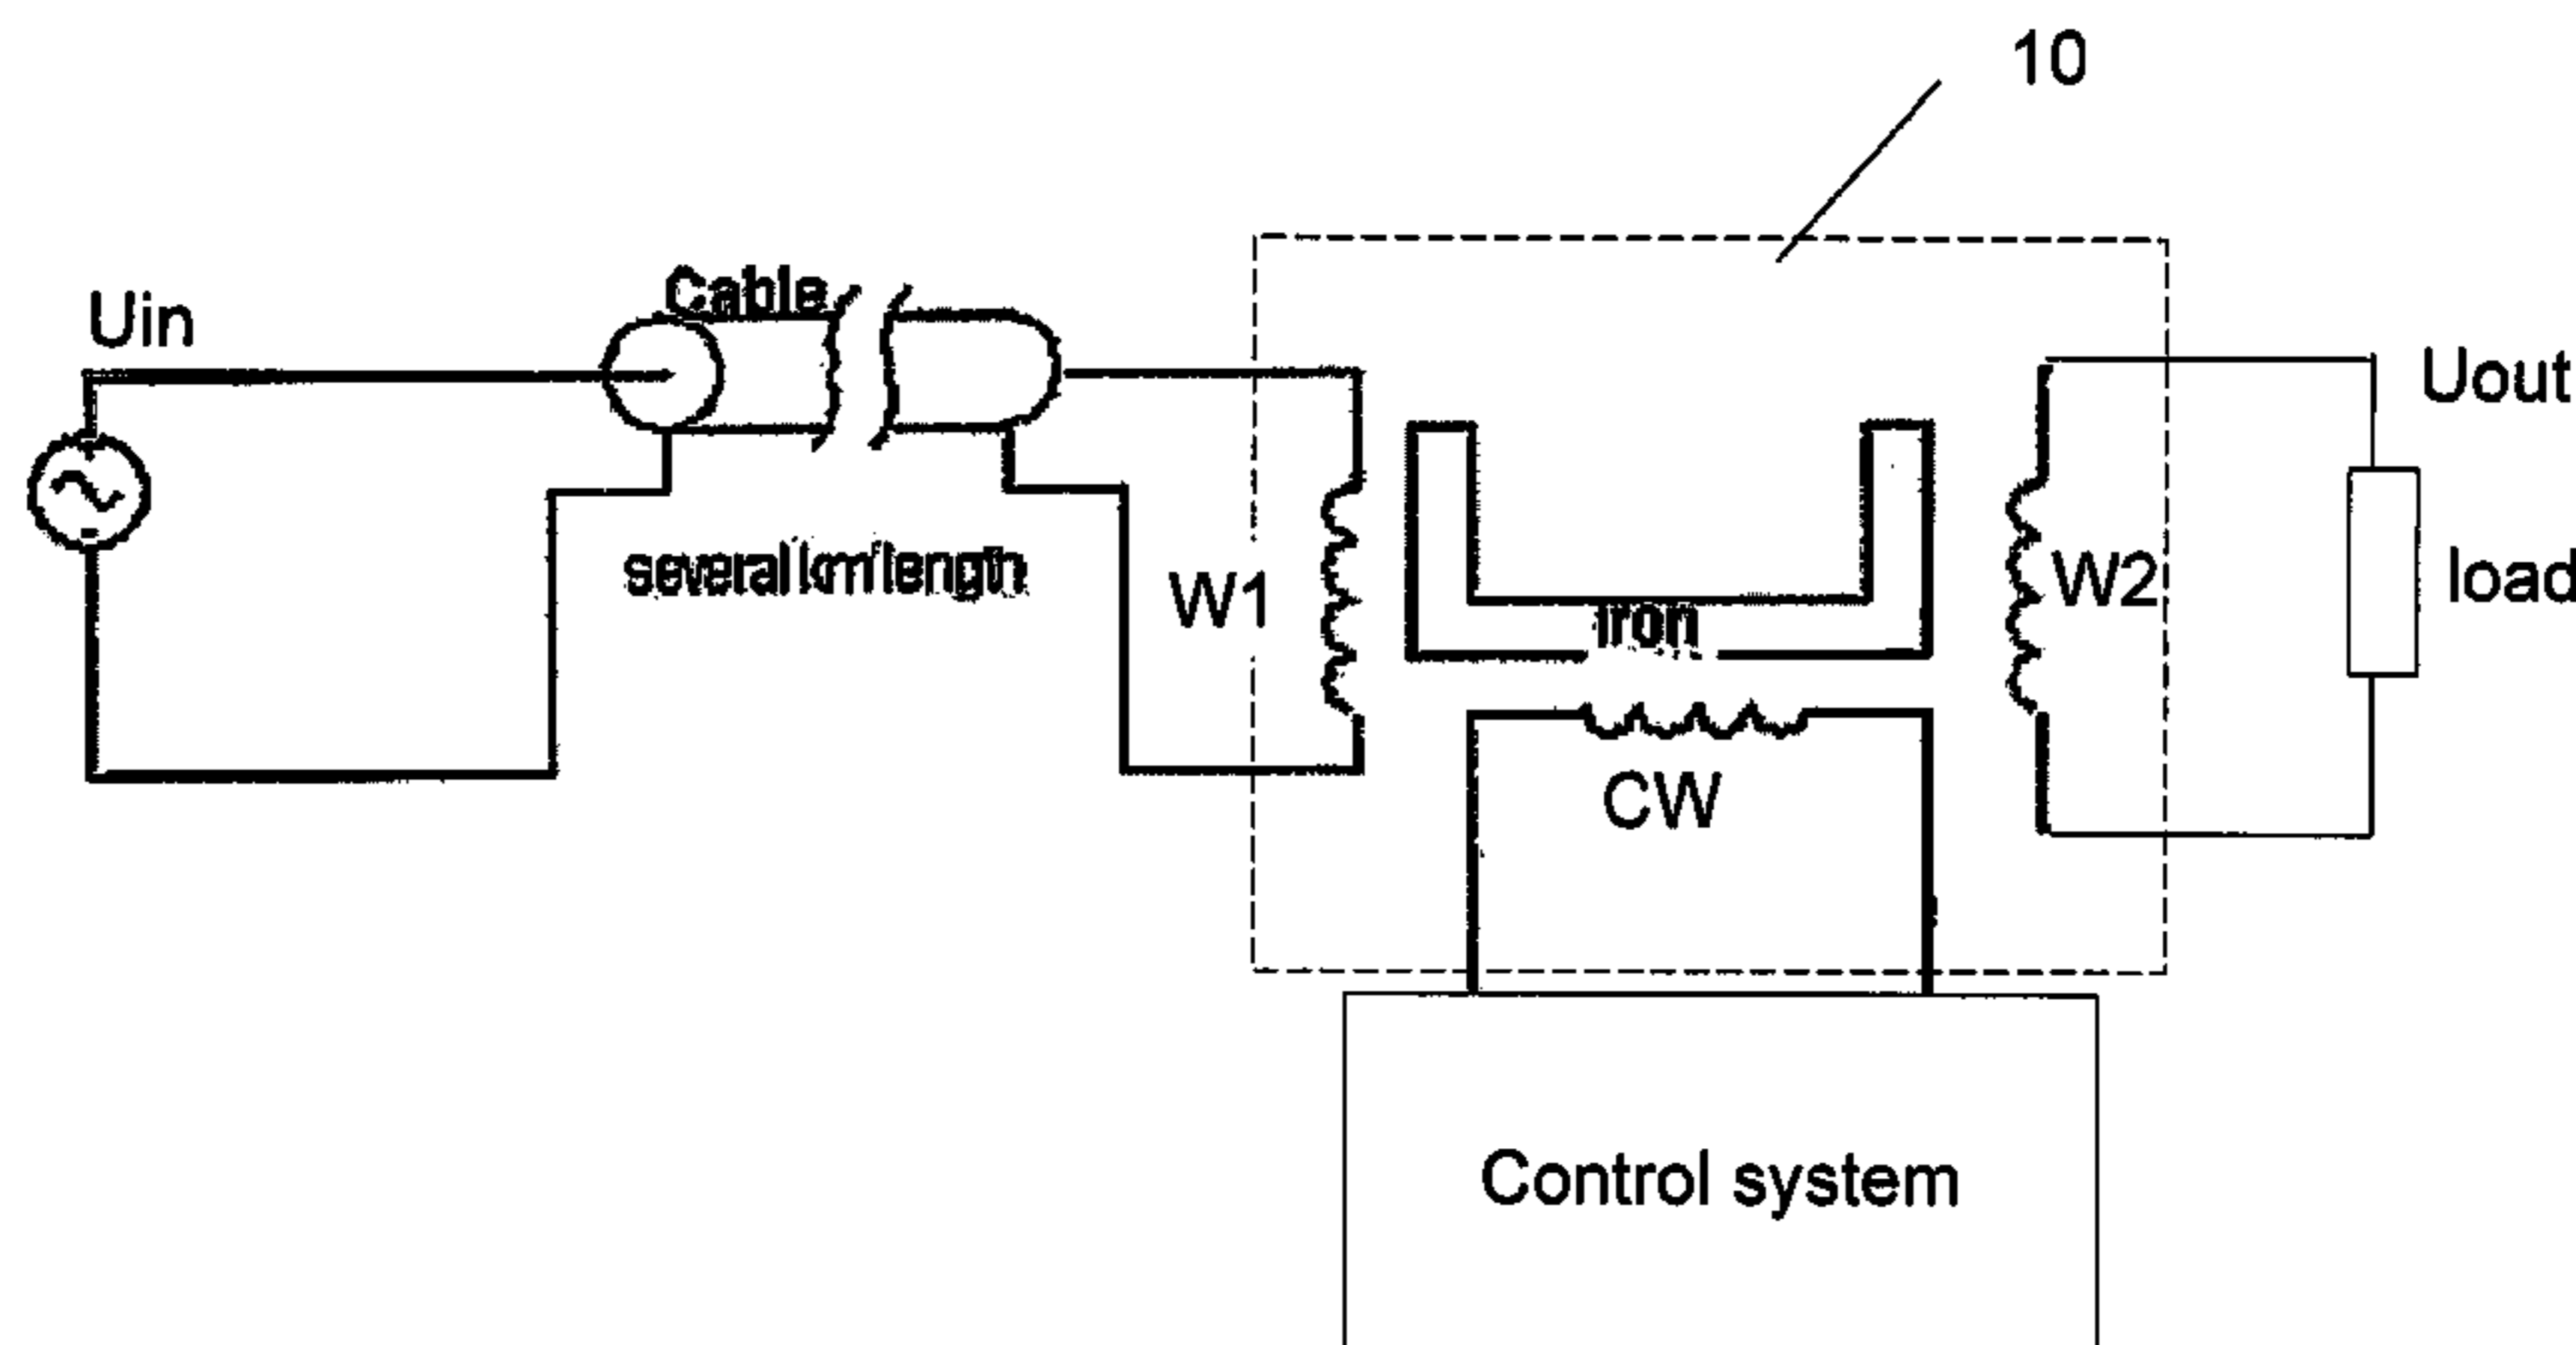 10
Cable
Uin
Uout
several km length
W1
W2
load
iron
CW
Control system